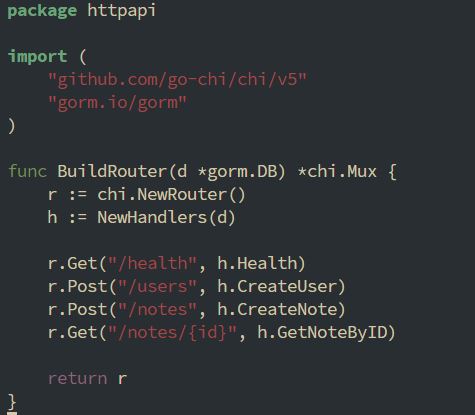 package httpapi

import (
    "github.com/go-chi/chi/v5"
    "gorm.io/gorm"
)

func BuildRouter(d *gorm.DB) *chi.Mux {
    r := chi.NewRouter()
    h := NewHandlers(d)

    r.Get("/health", h.Health)
    r.Post("/users", h.CreateUser)
    r.Post("/notes", h.CreateNote)
    r.Get("/notes/{id}", h.GetNoteByID)

    return r
}